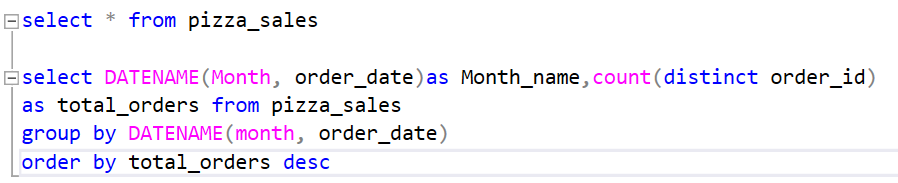 select * from pizza_sales
select DATENAME(Month, order_date)as Month_name,count(distinct order_id)
as total_orders from pizza_sales
group by DATENAME(month, order_date)
order by total_orders desc